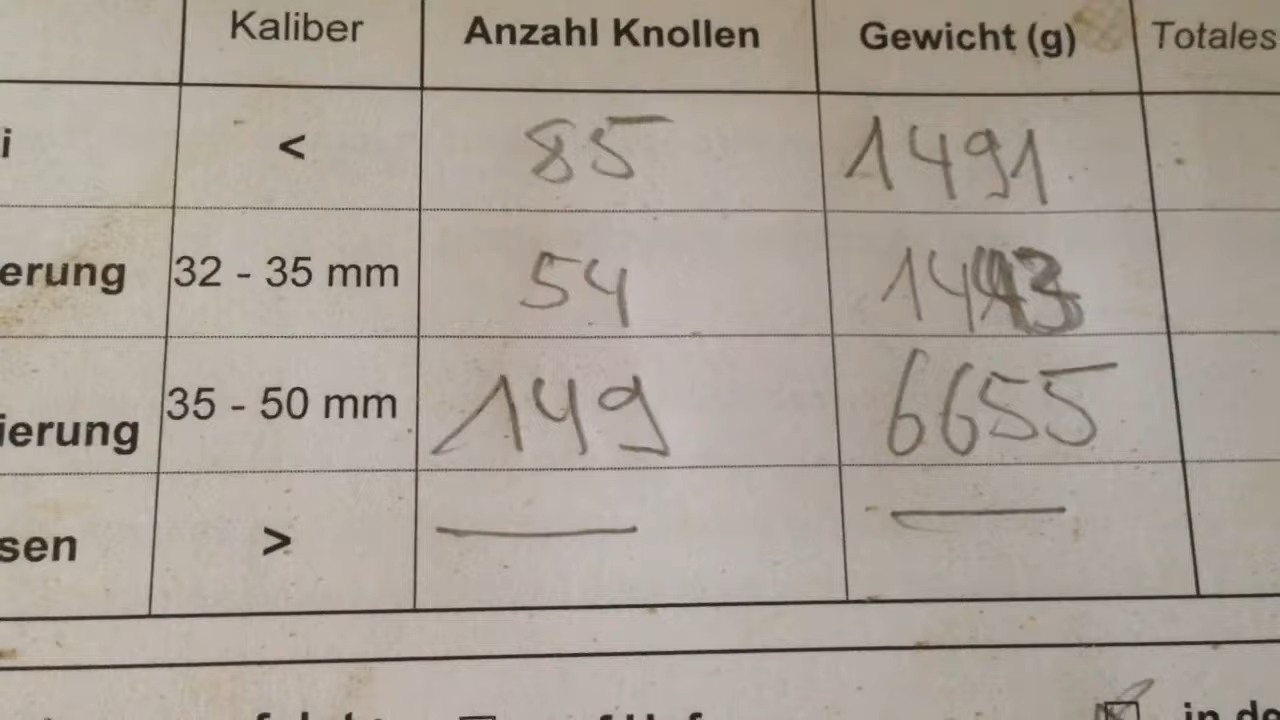 Kaliber Anzahl Knollen Gewicht (g) Totales
i < 85 1491
erung 32 - 35 mm 54
ierung 35 - 50 mm 149 6655
sen > — —
in de